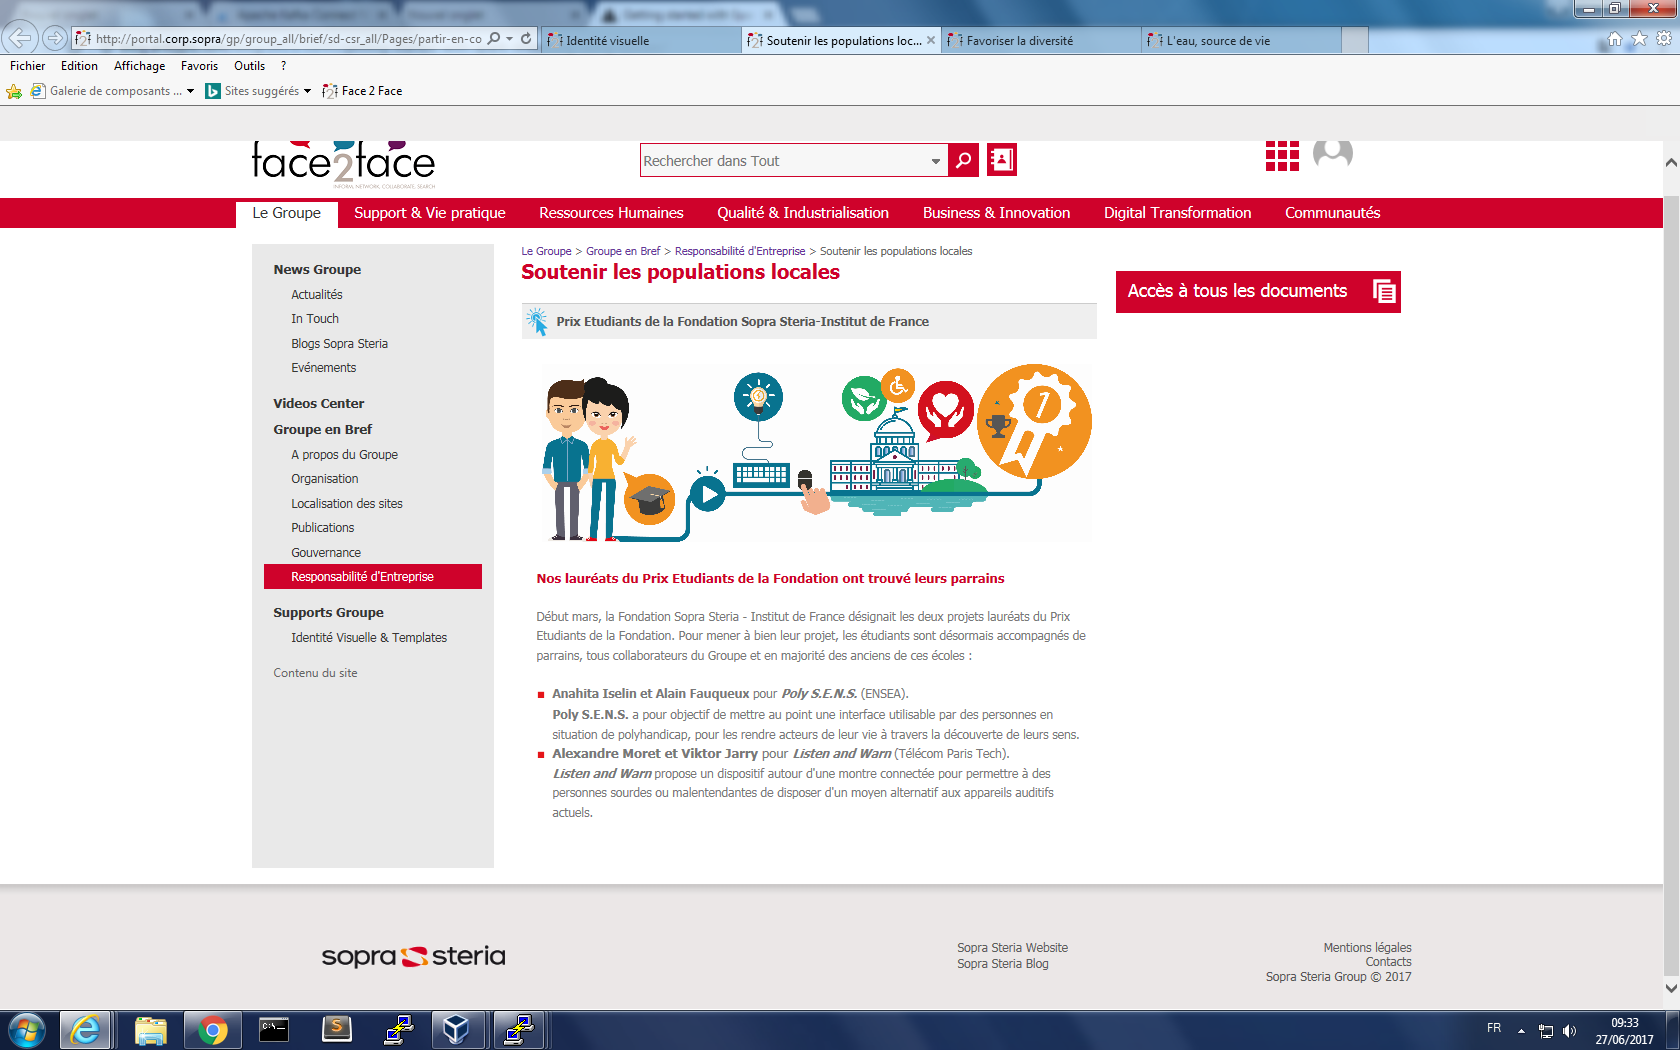 http://portal.corp.sopra/gp/group_all/brief/sd-csr_all/Pages/partir-en-co
Identité visuelle
Soutenir les populations loc...
Favoriser la diversité
L'eau, source de vie
Fichier Edition Affichage Favoris Outils ?
Galerie de composants ... Sites suggérés Face 2 Face
face2face
INFORM, NETWORK, COLLABORATE, SEARCH
Rechercher dans Tout
Le Groupe Support & Vie pratique Ressources Humaines Qualité & Industrialisation Business & Innovation Digital Transformation Communautés
News Groupe
Actualités
In Touch
Blogs Sopra Steria
Evénements
Videos Center
Groupe en Bref
A propos du Groupe
Organisation
Localisation des sites
Publications
Gouvernance
Responsabilité d'Entreprise
Supports Groupe
Identité Visuelle & Templates
Contenu du site
Le Groupe > Groupe en Bref > Responsabilité d'Entreprise > Soutenir les populations locales
Soutenir les populations locales
Prix Etudiants de la Fondation Sopra Steria-Institut de France
1
Nos lauréats du Prix Etudiants de la Fondation ont trouvé leurs parrains
Début mars, la Fondation Sopra Steria - Institut de France désignait les deux projets lauréats du Prix
Etudiants de la Fondation. Pour mener à bien leur projet, les étudiants sont désormais accompagnés de
parrains, tous collaborateurs du Groupe et en majorité des anciens de ces écoles :
Anahita Iselin et Alain Fauqueux pour Poly S.E.N.S. (ENSEA).
Poly S.E.N.S. a pour objectif de mettre au point une interface utilisable par des personnes en
situation de polyhandicap, pour les rendre acteurs de leur vie à travers la découverte de leurs sens.
Alexandre Moret et Viktor Jarry pour Listen and Warn (Télécom Paris Tech).
Listen and Warn propose un dispositif autour d'une montre connectée pour permettre à des
personnes sourdes ou malentendantes de disposer d'un moyen alternatif aux appareils auditifs
actuels.
Accès à tous les documents
sopra steria
Sopra Steria Website
Sopra Steria Blog
Mentions légales
Contacts
Sopra Steria Group © 2017
FR
09:33
27/06/2017